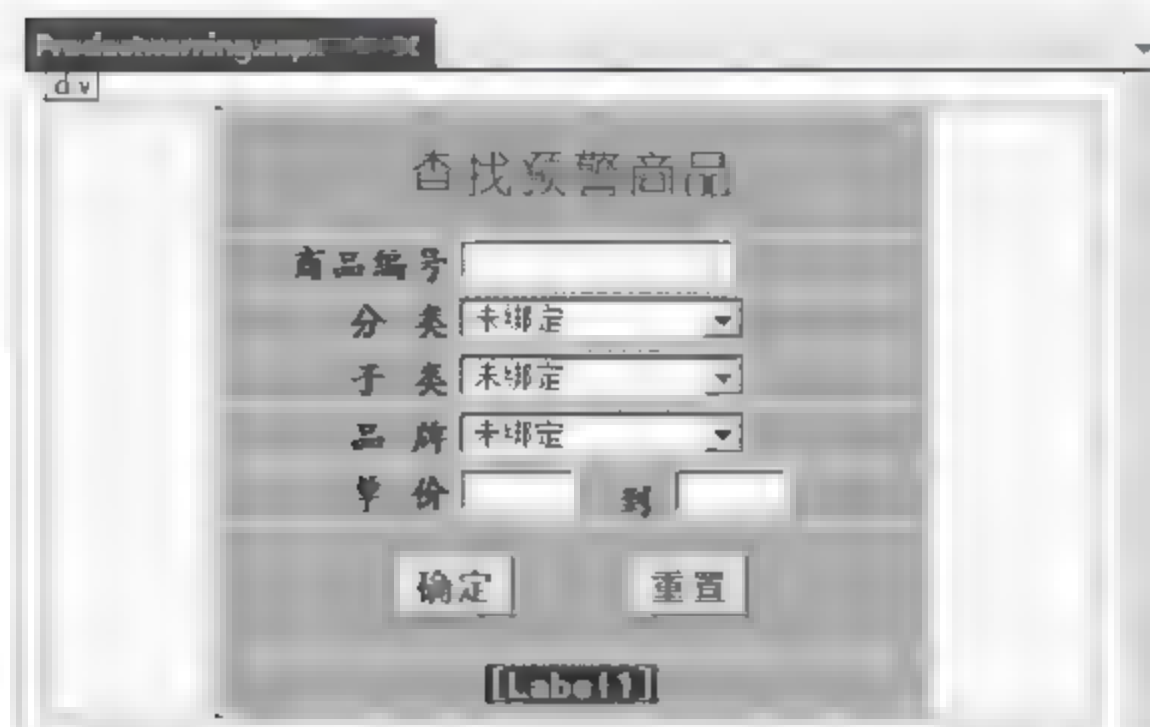 查找预警商品
商品编号
分 类 未绑定
子 类 未绑定
品 牌 未绑定
单 价 到
确定 重置
[Label1]